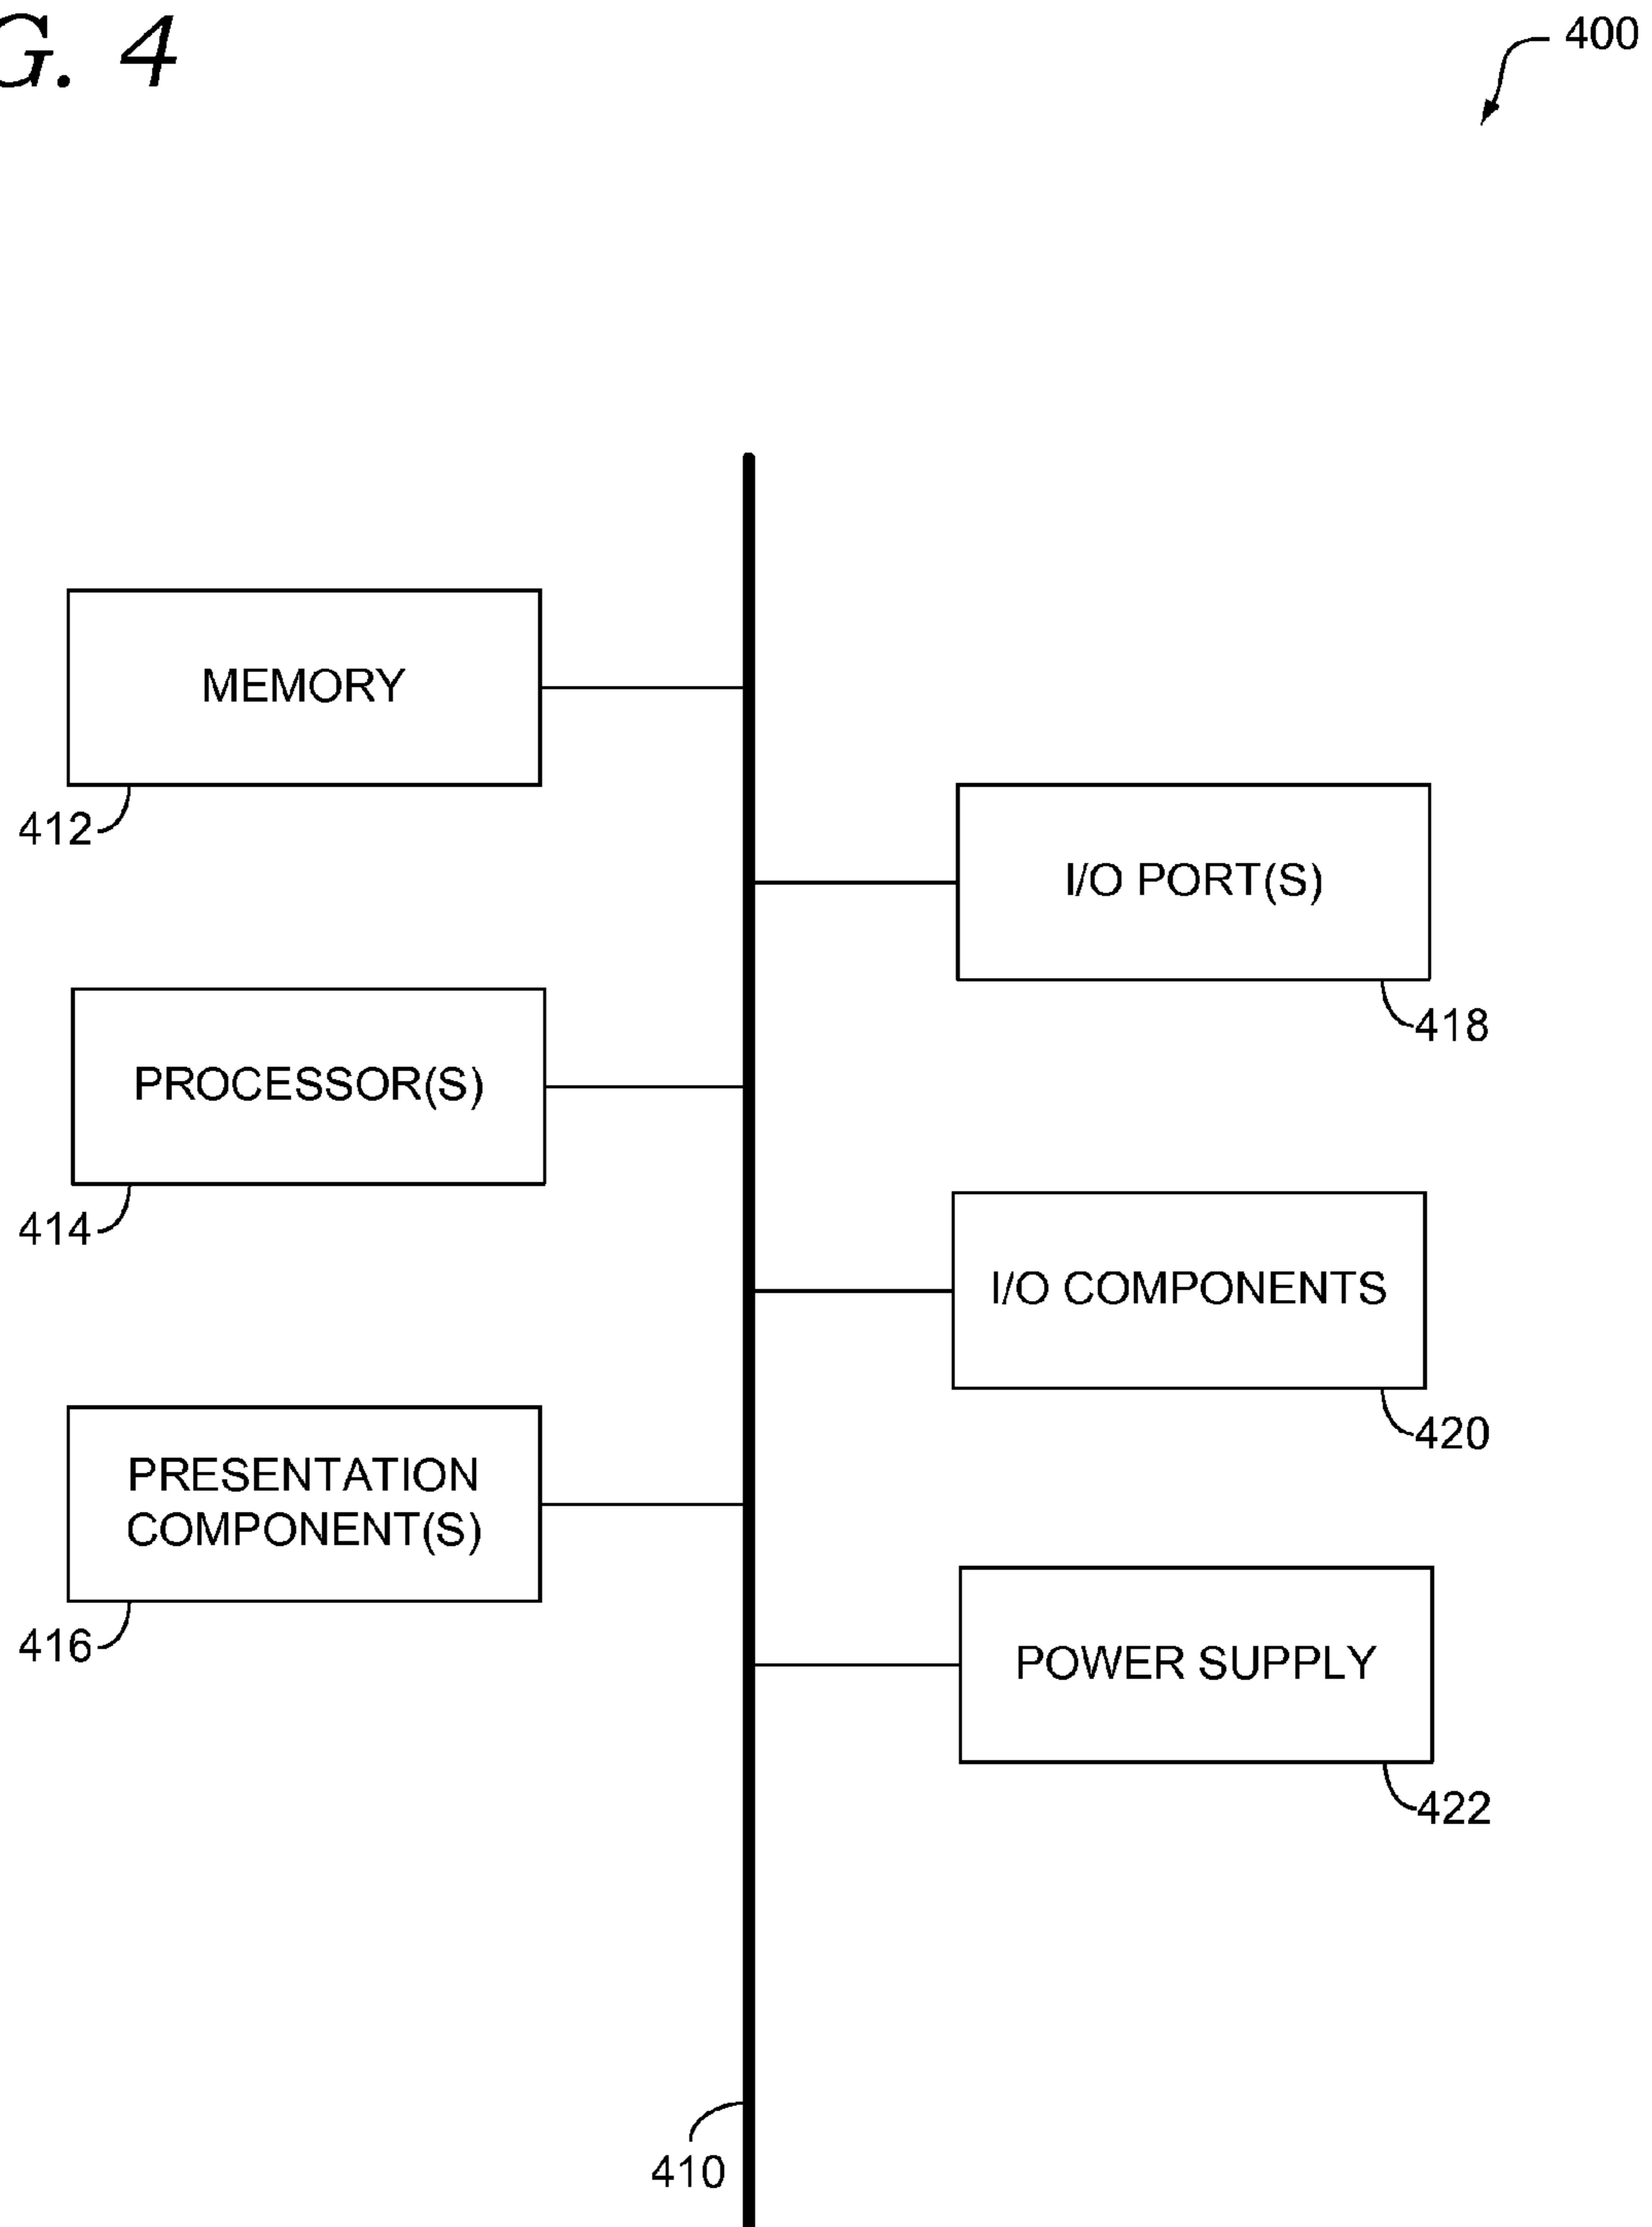 G. 4
400
MEMORY
412
I/O PORT(S)
418
PROCESSOR(S)
414
I/O COMPONENTS
420
PRESENTATION
COMPONENT(S)
416
POWER SUPPLY
422
410